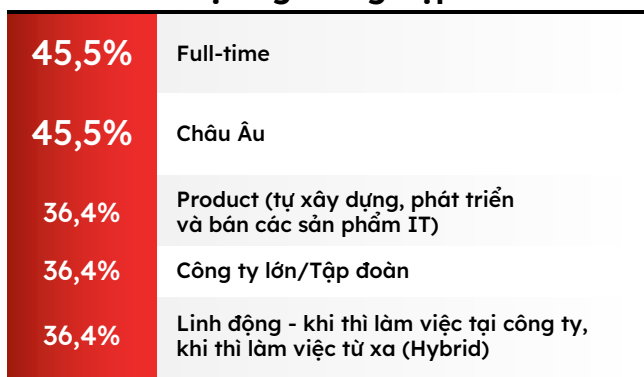 45,5% Full-time
45,5% Châu Âu
36,4% Product (tự xây dựng, phát triển
và bán các sản phẩm IT)
36,4% Công ty lớn/Tập đoàn
36,4% Linh động - khi thì làm việc tại công ty,
khi thì làm việc từ xa (Hybrid)